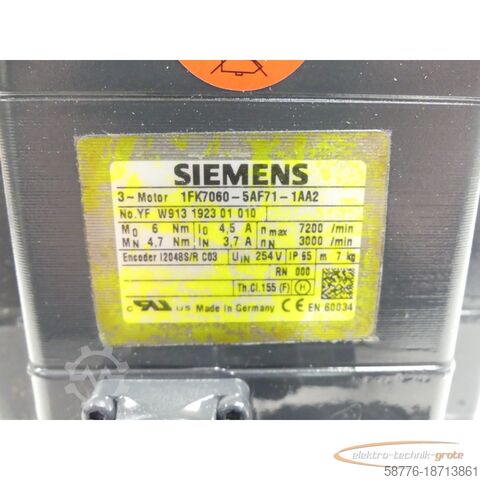 SIEMENS
3~Motor 1FK7060-5AF71-1AA2
No.YF W913 1923 01 010
M0 6 Nm I0 4,5 A nmax 7200 /min
MN 4,7 Nm IN 3,7 A nN 3000 /min
Encoder I2048S/R C03 UIN 254V IP 65 m 7 kg
RN 000
Th.Cl.155 (F) H
c RU US Made in Germany CE EN 60034
elektro-technik-grote
58776-18713861